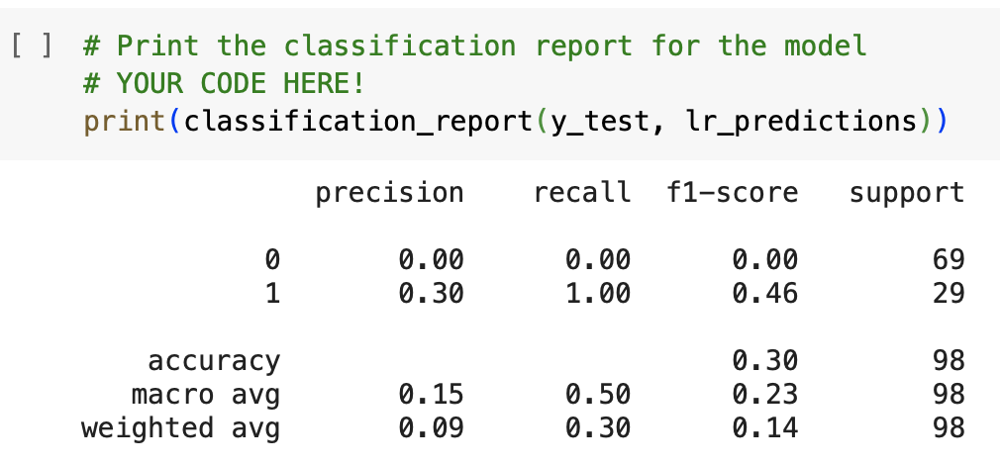 [ ] # Print the classification report for the model
# YOUR CODE HERE!
print(classification_report(y_test, lr_predictions))
precision recall f1-score support
0 0.00 0.00 0.00 69
1 0.30 1.00 0.46 29
accuracy 0.30 98
macro avg 0.15 0.50 0.23 98
weighted avg 0.09 0.30 0.14 98